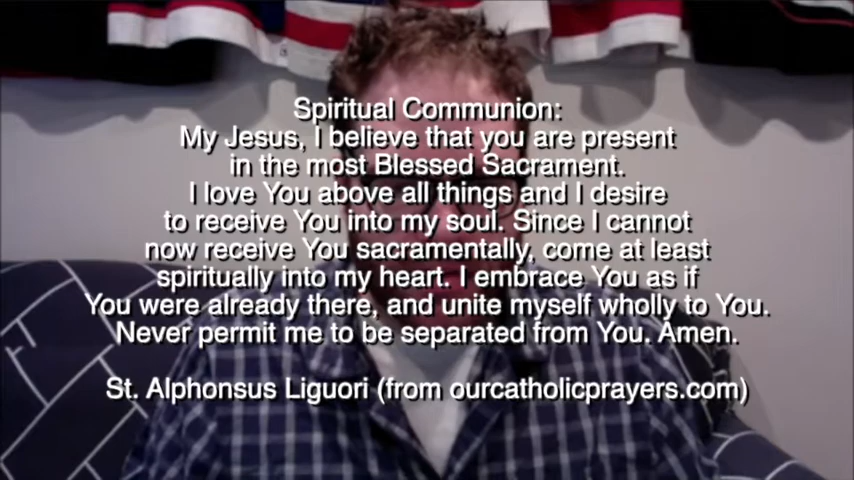 Spiritual Communion:
My Jesus, I believe that you are present
in the most Blessed Sacrament.
I love You above all things and I desire
to receive You into my soul. Since I cannot
now receive You sacramentally, come at least
spiritually into my heart. I embrace You as if
You were already there, and unite myself wholly to You.
Never permit me to be separated from You. Amen.
St. Alphonsus Liguori (from ourcatholicprayers.com)